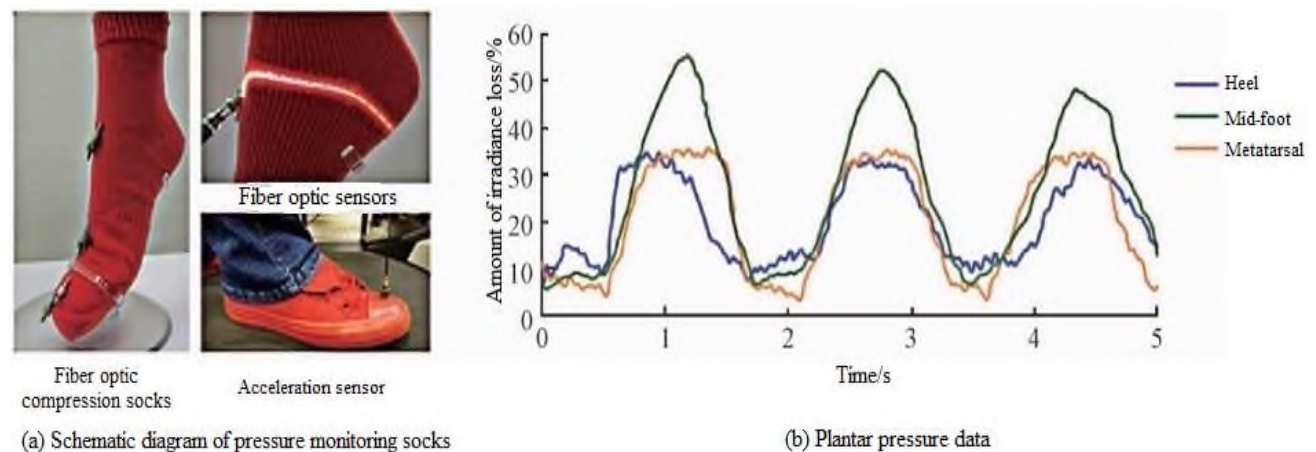 Fiber optic sensors
Fiber optic
compression socks
Acceleration sensor
(a) Schematic diagram of pressure monitoring socks
Amount of irradiance loss/%
60
50
40
30
20
10
0
0
1
2
3
4
5
Time/s
Heel
Mid-foot
Metatarsal
(b) Plantar pressure data